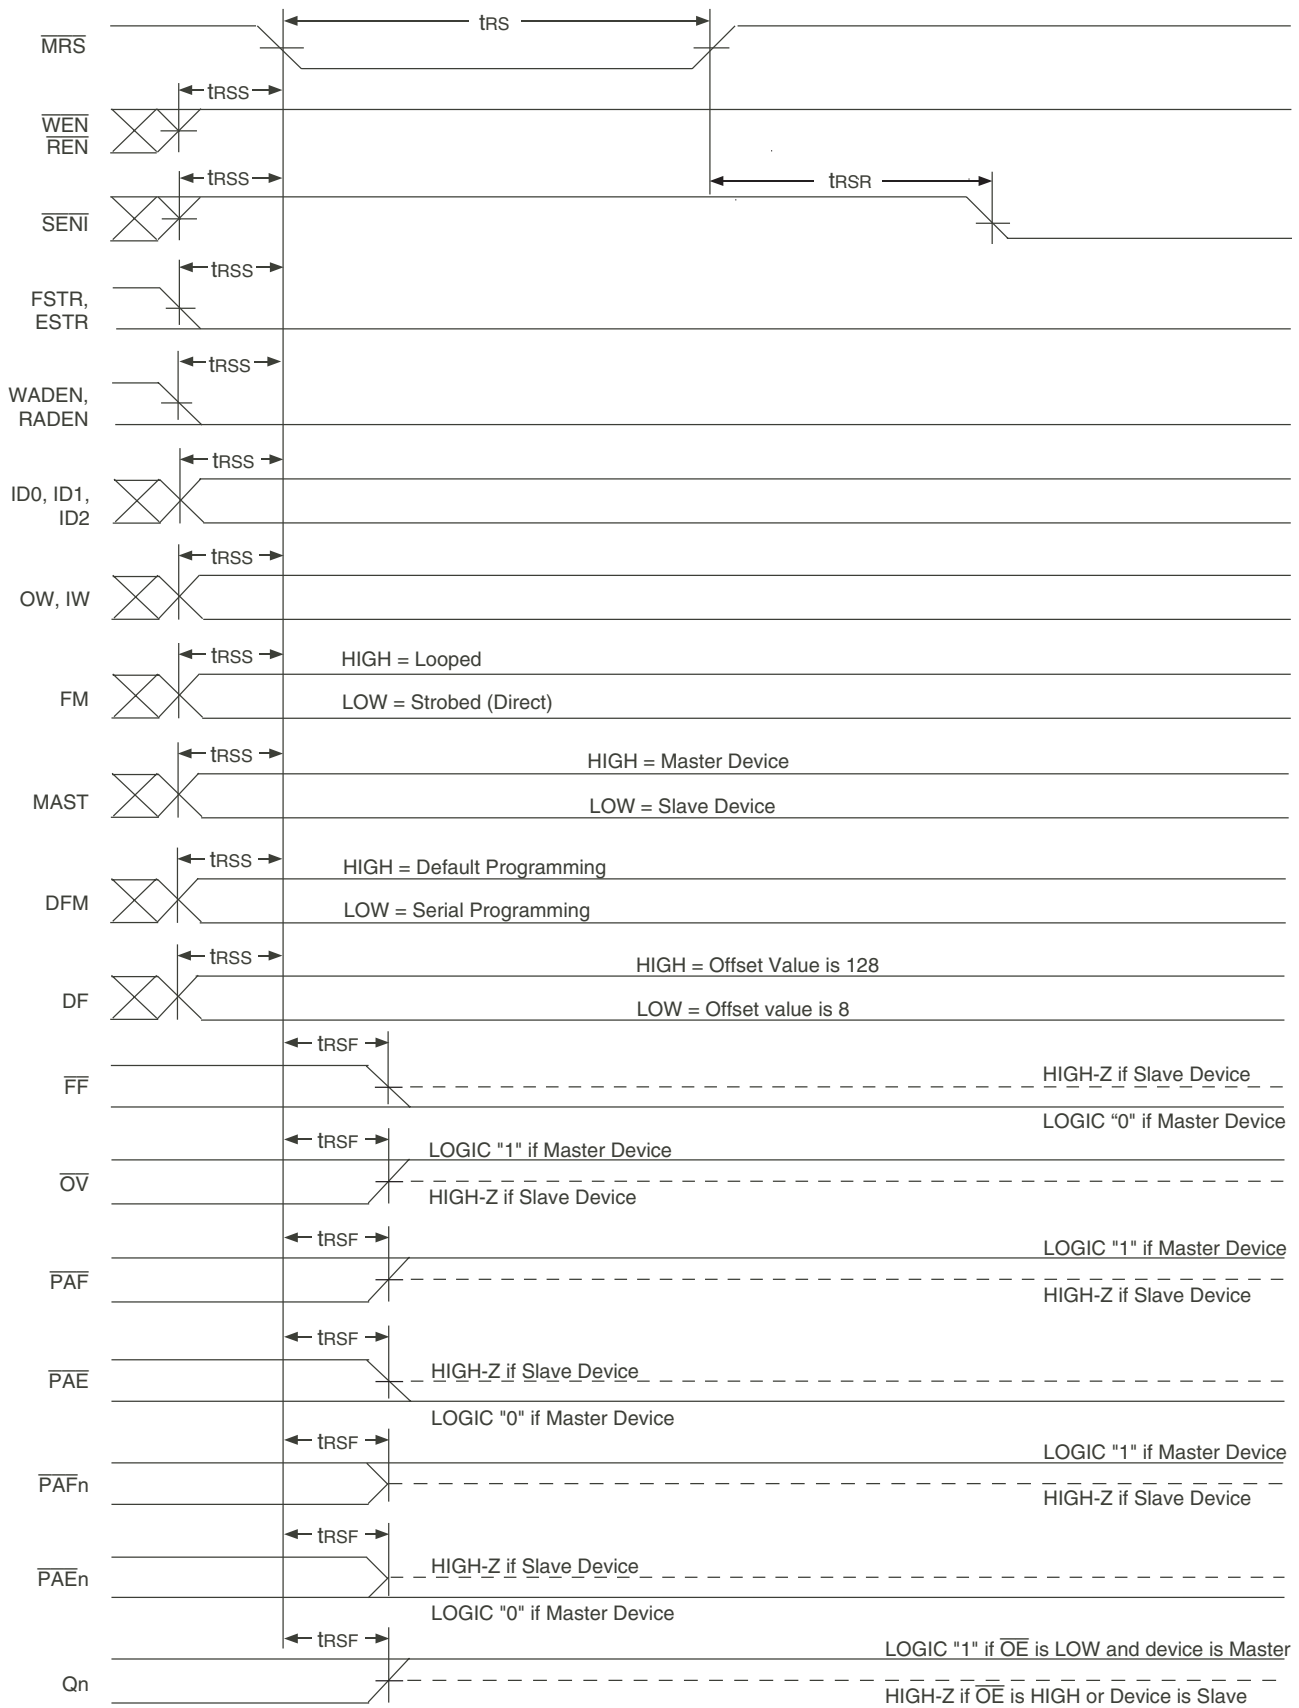 tRS
MRS
tRSS
WEN
REN
tRSS
tRSR
SENI
tRSS
FSTR,
ESTR
tRSS
WADEN,
RADEN
tRSS
ID0, ID1,
ID2
tRSS
OW, IW
tRSS
HIGH = Looped
FM
LOW = Strobed (Direct)
tRSS
HIGH = Master Device
MAST
LOW = Slave Device
tRSS
HIGH = Default Programming
DFM
LOW = Serial Programming
tRSS
HIGH = Offset Value is 128
DF
LOW = Offset value is 8
tRSF
HIGH-Z if Slave Device
FF
LOGIC “0" if Master Device
tRSF
LOGIC "1" if Master Device
OV
HIGH-Z if Slave Device
tRSF
LOGIC "1" if Master Device
PAF
HIGH-Z if Slave Device
tRSF
HIGH-Z if Slave Device
PAE
LOGIC "0" if Master Device
tRSF
LOGIC "1" if Master Device
PAFn
HIGH-Z if Slave Device
tRSF
HIGH-Z if Slave Device
PAEn
LOGIC "0" if Master Device
tRSF
LOGIC "1" if OE is LOW and device is Master
Qn
HIGH-Z if OE is HIGH or Device is Slave